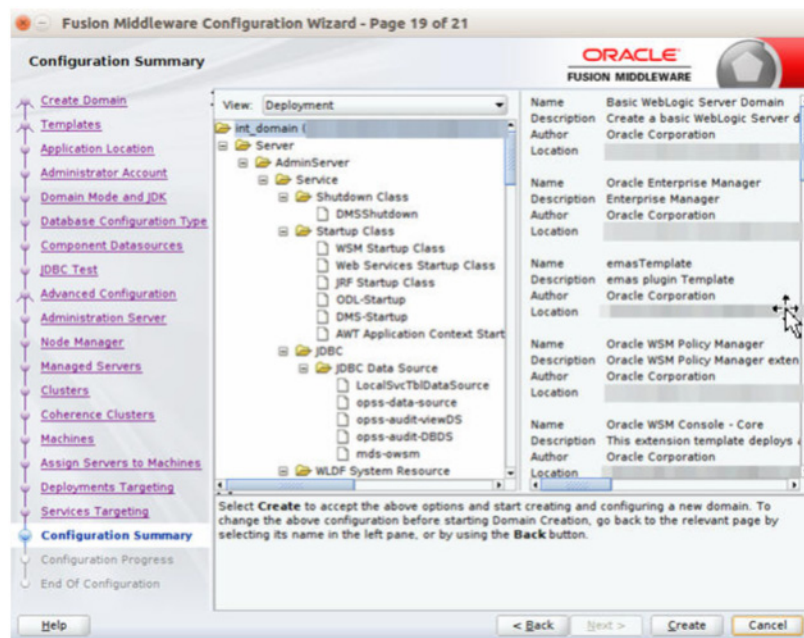 Fusion Middleware Configuration Wizard - Page 19 of 21
Configuration Summary
ORACLE
FUSION MIDDLEWARE
Create Domain
Templates
Application Location
Administrator Account
Domain Mode and JDK
Database Configuration Type
Component Datasources
JDBC Test
Advanced Configuration
Administration Server
Node Manager
Managed Servers
Clusters
Coherence Clusters
Machines
Assign Servers to Machines
Deployments Targeting
Services Targeting
Configuration Summary
Configuration Progress
End Of Configuration
View: Deployment
int_domain (
Server
AdminServer
Service
Shutdown Class
DMSShutdown
Startup Class
WSM Startup Class
Web Services Startup Class
JRF Startup Class
ODL-Startup
DMS-Startup
AWT Application Context Start
JDBC
JDBC Data Source
LocalSvcTblDataSource
opss-data-source
opss-audit-viewDS
opss-audit-DBDS
mds-owsm
WLDF System Resource
Name Basic WebLogic Server Domain
Description Create a basic WebLogic Server d
Author Oracle Corporation
Location
Name Oracle Enterprise Manager
Description Enterprise Manager
Author Oracle Corporation
Location
Name emasTemplate
Description emas plugin Template
Author Oracle Corporation
Location
Name Oracle WSM Policy Manager
Description Oracle WSM Policy Manager exten
Author Oracle Corporation
Location
Name Oracle WSM Console - Core
Description This extension template deploys
Author Oracle Corporation
Location
Select Create to accept the above options and start creating and configuring a new domain. To
change the above configuration before starting Domain Creation, go back to the relevant page by
selecting its name in the left pane, or by using the Back button.
Help
< Back
Next >
Create
Cancel